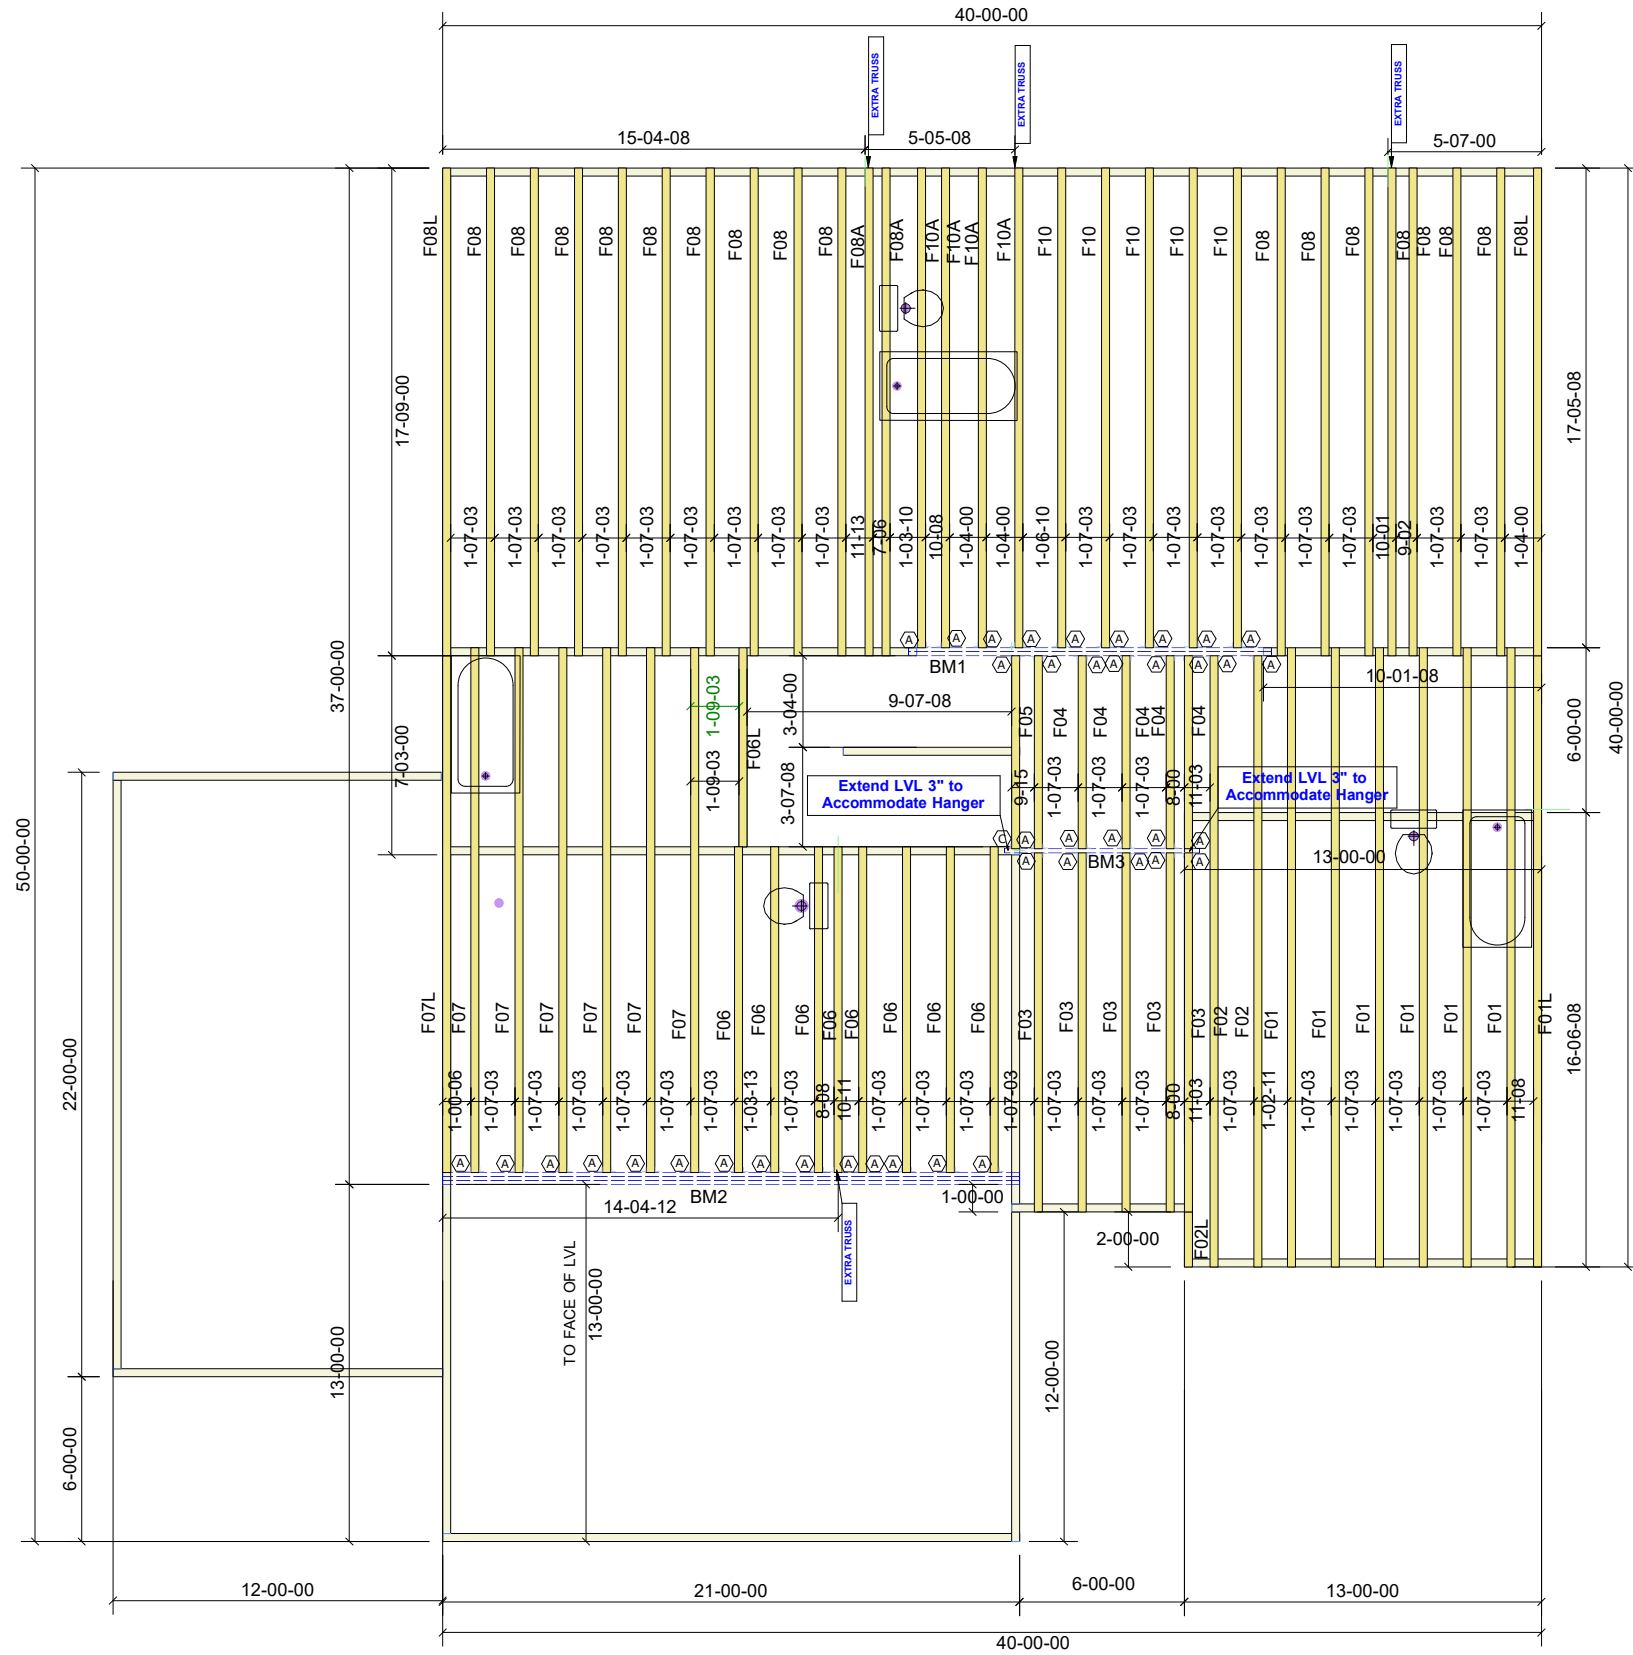 40-00-00
EXTRA TRUSS
EXTRA TRUSS
EXTRA TRUSS
15-04-08
5-05-08
5-07-00
F08L
F08
F08
F08
F08
F08
F08
F08
F08
F08
F08A
F08A
F10A
F10A
F10A
F10A
F10
F10
F10
F10
F10
F08
F08
F08
F08
F08
F08
F08
F08L
17-09-00
17-05-08
1-07-03
1-07-03
1-07-03
1-07-03
1-07-03
1-07-03
1-07-03
1-07-03
1-07-03
11-13
7-06
1-03-10
10-08
1-04-00
1-04-00
1-06-10
1-07-03
1-07-03
1-07-03
1-07-03
1-07-03
1-07-03
1-07-03
10-01
9-02
1-07-03
1-07-03
1-04-00
A
A
A
A
A
A
A
A
A
BM1
A
A
A
A
A
A
A
A
10-01-08
37-00-00
7-03-00
1-09-03
1-09-03
F06L
3-04-00
9-07-08
3-07-08
F05
F04
F04
F04
F04
F04
6-00-00
40-00-00
Extend LVL 3" to
Accommodate Hanger
9-15
1-07-03
1-07-03
1-07-03
8-00
11-03
Extend LVL 3" to
Accommodate Hanger
50-00-00
C
A
A
A
A
A
BM3
A
A
A
A
A
13-00-00
F07L
F07
F07
F07
F07
F07
F07
F06
F06
F06
F06
F06
F06
F06
F06
F03
F03
F03
F03
F03
F02
F02
F01
F01
F01
F01
F01
F01
F01L
16-06-08
22-00-00
1-00-06
1-07-03
1-07-03
1-07-03
1-07-03
1-07-03
1-07-03
1-03-13
1-07-03
8-08
10-11
1-07-03
1-07-03
1-07-03
1-07-03
1-07-03
1-07-03
1-07-03
8-00
11-03
1-07-03
1-02-11
1-07-03
1-07-03
1-07-03
1-07-03
1-07-03
11-08
A
A
A
A
A
A
A
A
A
A
A
A
A
A
BM2
14-04-12
1-00-00
EXTRA TRUSS
2-00-00
F02L
TO FACE OF LVL
13-00-00
13-00-00
12-00-00
6-00-00
12-00-00
21-00-00
6-00-00
13-00-00
40-00-00